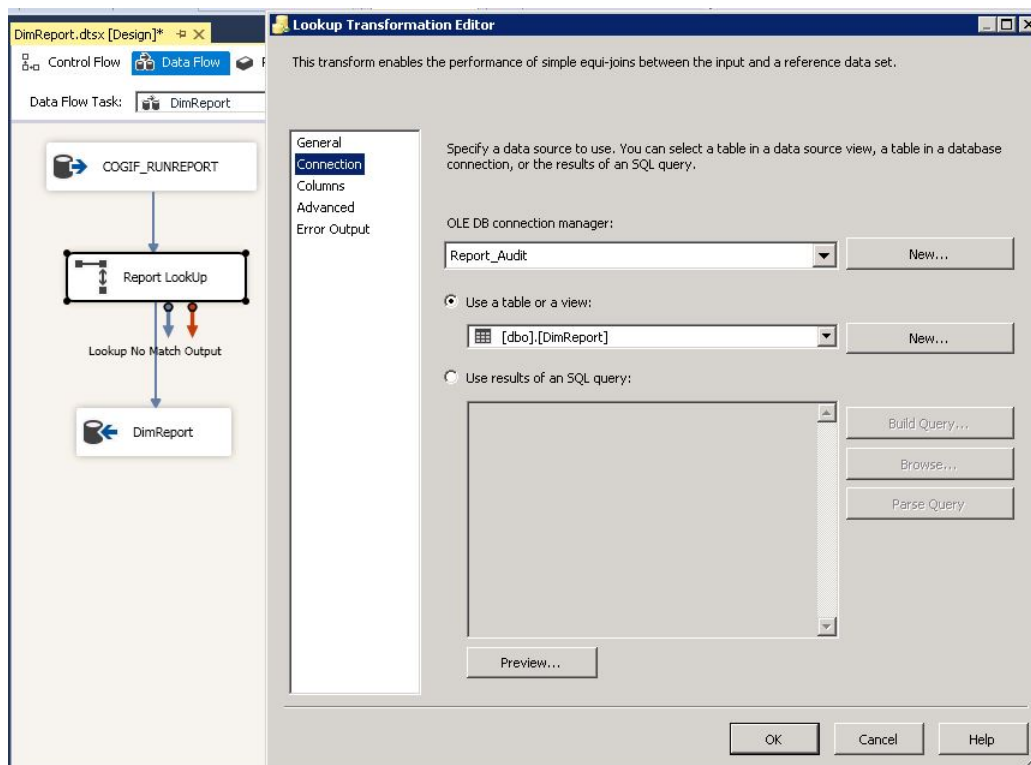 DimReport.dtsx [Design]*
Control Flow
Data Flow
Data Flow Task:
DimReport
COGIF_RUNREPORT
Report LookUp
Lookup No Match Output
DimReport
Lookup Transformation Editor
This transform enables the performance of simple equi-joins between the input and a reference data set.
General
Connection
Columns
Advanced
Error Output
Specify a data source to use. You can select a table in a data source view, a table in a database
connection, or the results of an SQL query.
OLE DB connection manager:
Report_Audit
New...
Use a table or a view:
[dbo].[DimReport]
New...
Use results of an SQL query:
Build Query...
Browse...
Parse Query
Preview...
OK
Cancel
Help